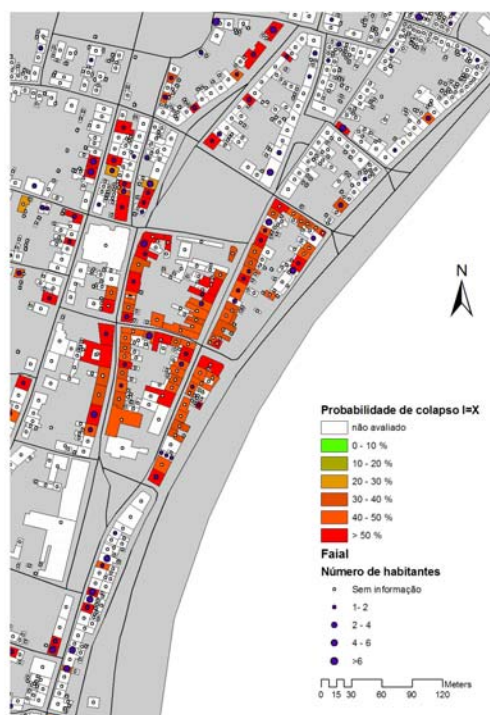 N
Probabilidade de colapso I=X
não avaliado
0 - 10 %
10 - 20 %
20 - 30 %
30 - 40 %
40 - 50 %
> 50 %
Faial
Número de habitantes
Sem informação
1- 2
2 - 4
4 - 6
>6
Meters
0 15 30 60 90 120